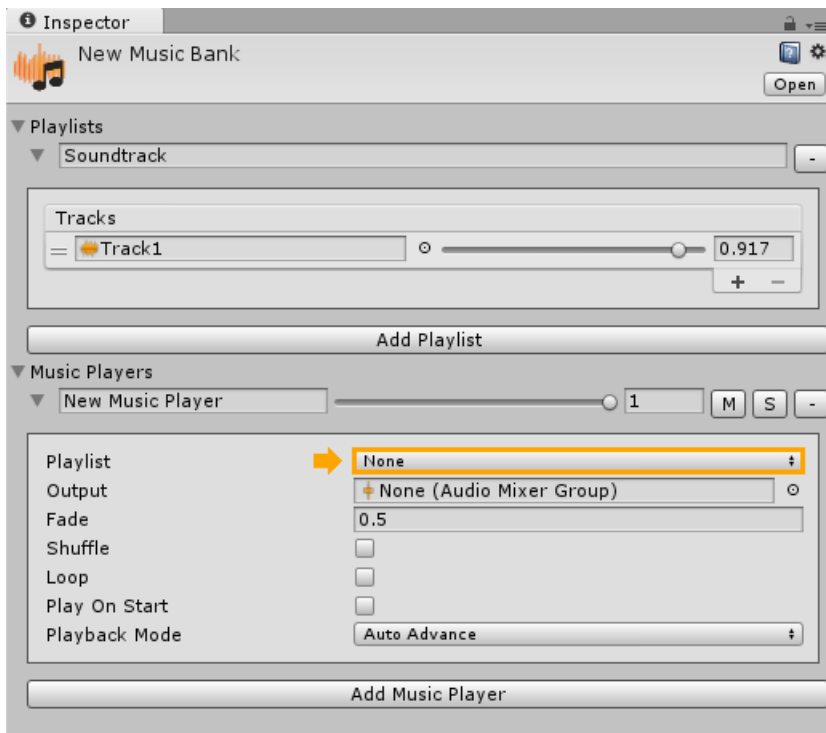 Inspector
New Music Bank
Open
Playlists
Soundtrack -
Tracks
Track1 0.917
+ −
Add Playlist
Music Players
New Music Player 1 M S -
Playlist None
Output None (Audio Mixer Group)
Fade 0.5
Shuffle
Loop
Play On Start
Playback Mode Auto Advance
Add Music Player